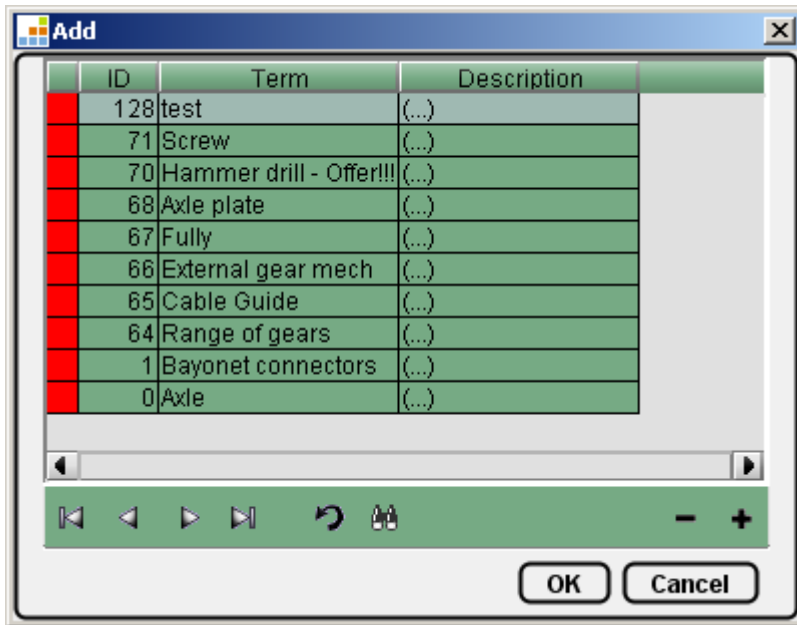 Add
ID Term Description
128 test (...)
71 Screw (...)
70 Hammer drill - Offer!!! (...)
68 Axle plate (...)
67 Fully (...)
66 External gear mech (...)
65 Cable Guide (...)
64 Range of gears (...)
1 Bayonet connectors (...)
0 Axle (...)
OK Cancel